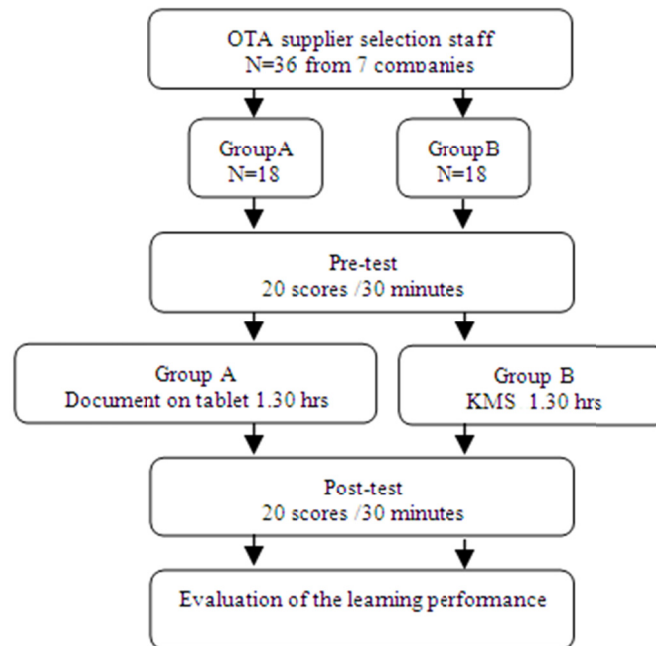 OTA supplier selection staff
N=36 from 7 companies
GroupA
N=18
GroupB
N=18
Pre-test
20 scores /30 minutes
Group A
Document on tablet 1.30 hrs
Group B
KMS 1.30 hrs
Post-test
20 scores /30 minutes
Evaluation of the learning performance